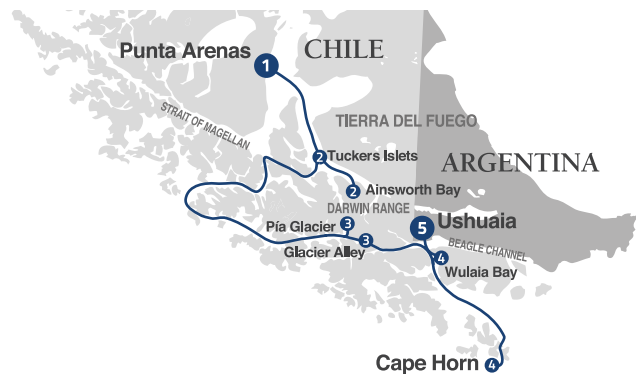 Punta Arenas
1
CHILE
STRAIT OF MAGELLAN
TIERRA DEL FUEGO
2
Tuckers Islets
ARGENTINA
2
Ainsworth Bay
DARWIN RANGE
Pía Glacier
3
5
Ushuaia
Glacier Alley
3
BEAGLE CHANNEL
4
Wulaia Bay
Cape Horn
4